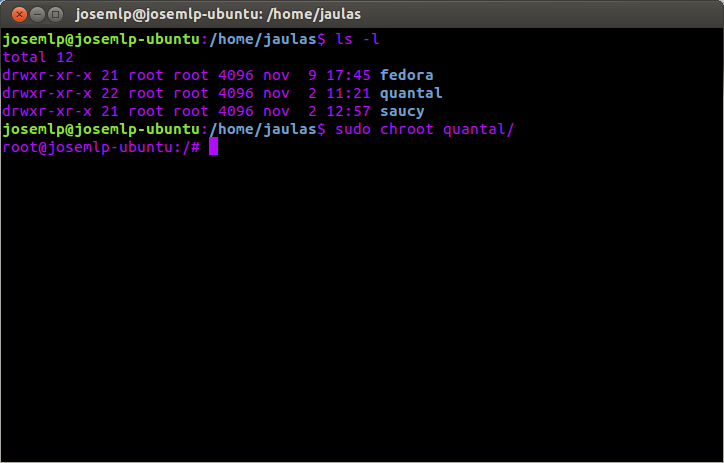 josemlp@josemlp-ubuntu: /home/jaulas
josemlp@josemlp-ubuntu:/home/jaulas$ ls -l
total 12
drwxr-xr-x 21 root root 4096 nov  9 17:45 fedora
drwxr-xr-x 22 root root 4096 nov  2 11:21 quantal
drwxr-xr-x 21 root root 4096 nov  2 12:57 saucy
josemlp@josemlp-ubuntu:/home/jaulas$ sudo chroot quantal/
root@josemlp-ubuntu:/#